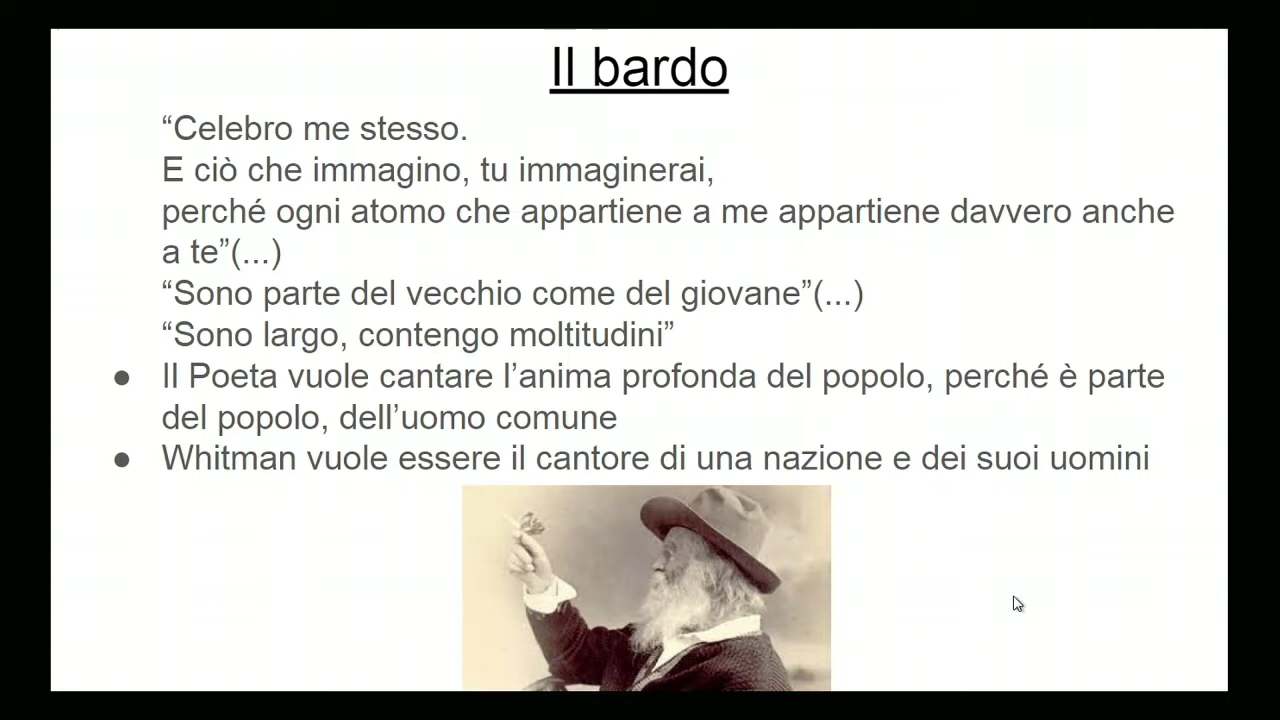 Il bardo
“Celebro me stesso.
E ciò che immagino, tu immaginerai,
perché ogni atomo che appartiene a me appartiene davvero anche
a te”(...)
“Sono parte del vecchio come del giovane”(...)
“Sono largo, contengo moltitudini”
● Il Poeta vuole cantare l’anima profonda del popolo, perché è parte
del popolo, dell’uomo comune
● Whitman vuole essere il cantore di una nazione e dei suoi uomini